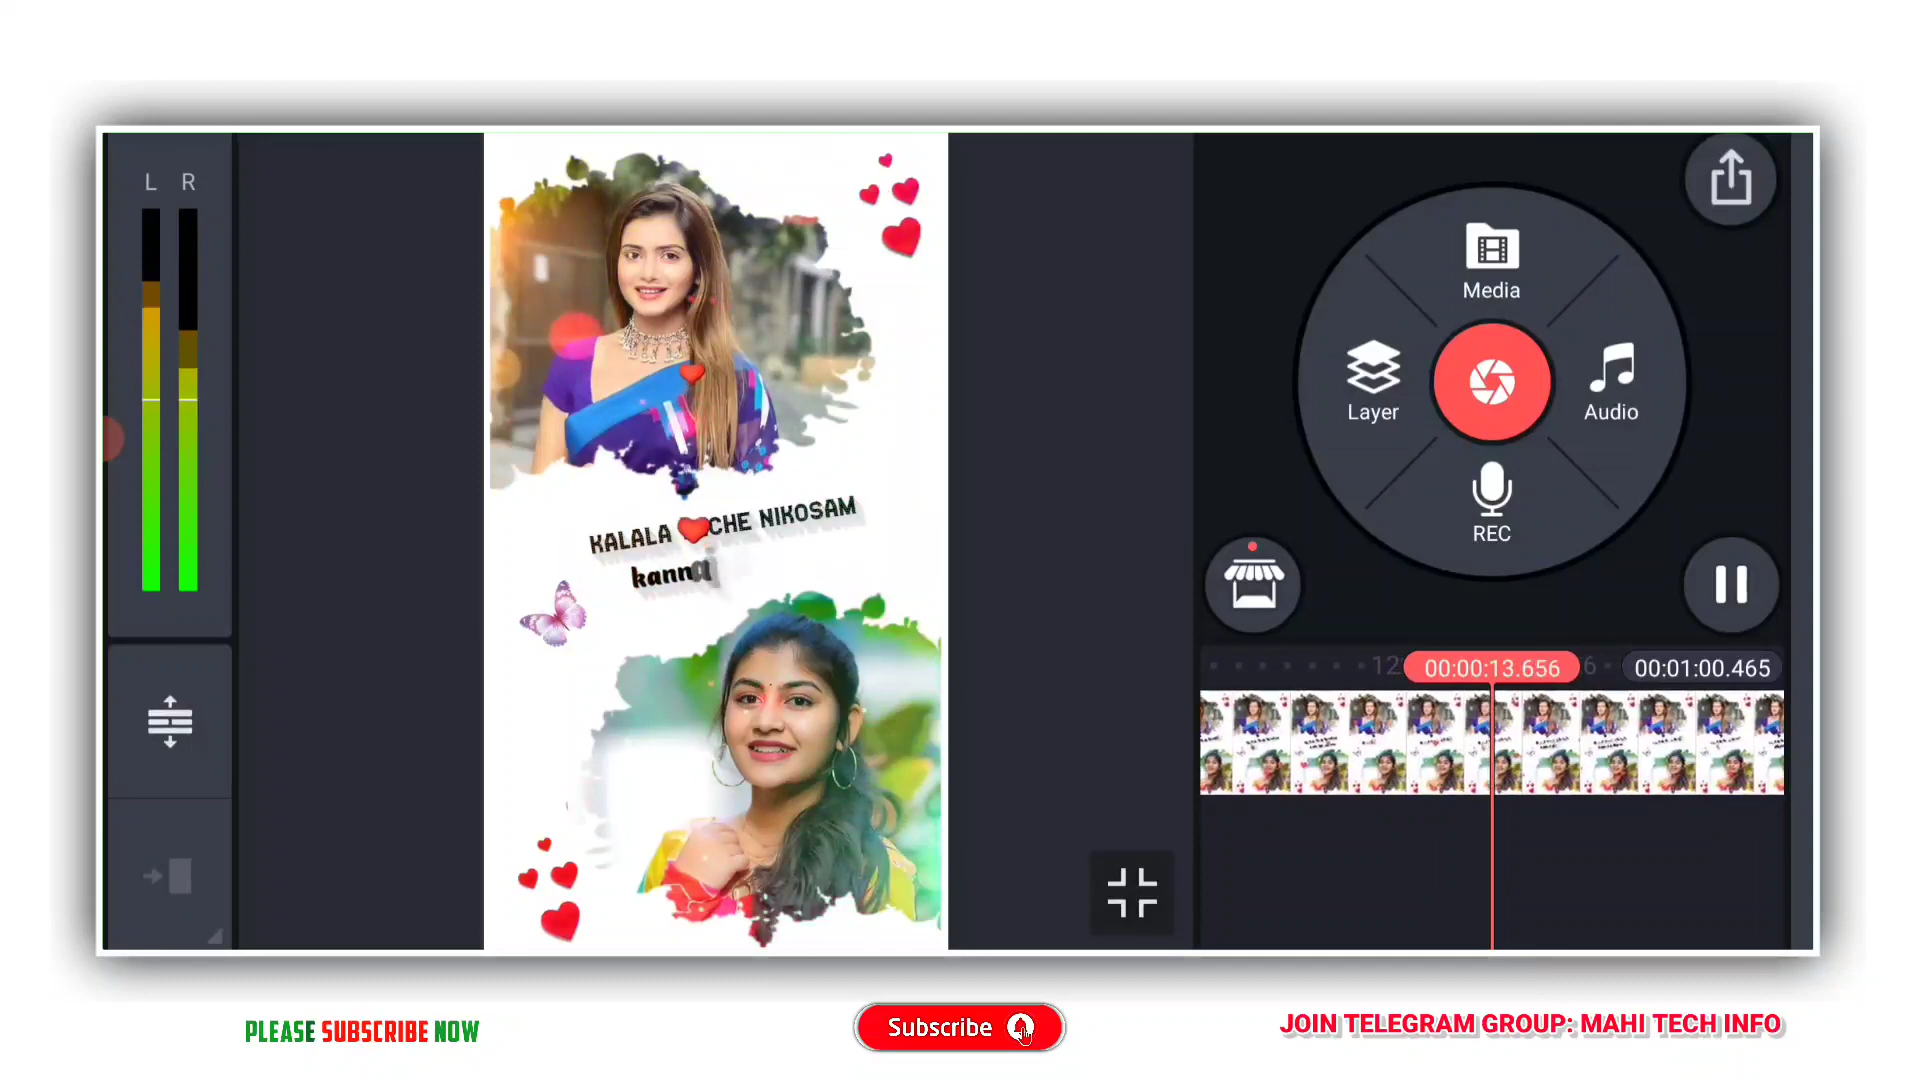 L R
Media
Layer
Audio
REC
KALALA CHE NIKOSAM
kannaj
12
00:00:13.656
6
00:01:00.465
PLEASE SUBSCRIBE NOW
Subscribe
JOIN TELEGRAM GROUP: MAHI TECH INFO